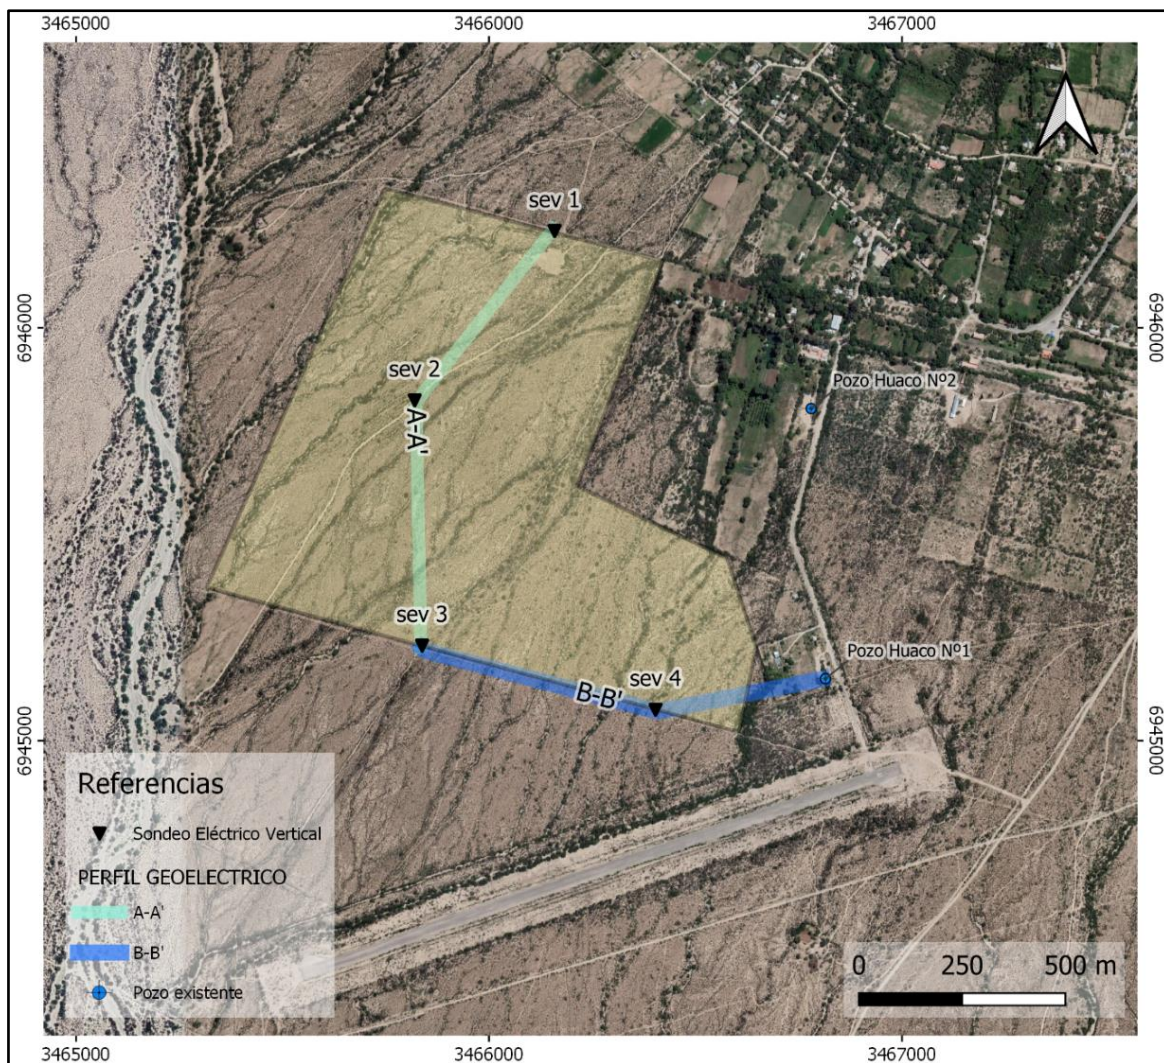 3465000
3466000
3467000
sev 1
6946000
6946000
sev 2
Pozo Huaco Nº2
A-A'
sev 3
Pozo Huaco Nº1
sev 4
B-B'
6945000
6945000
Referencias
Sondeo Eléctrico Vertical
PERFIL GEOELECTRICO
A-A'
B-B'
Pozo existente
0 250 500 m
3465000
3466000
3467000